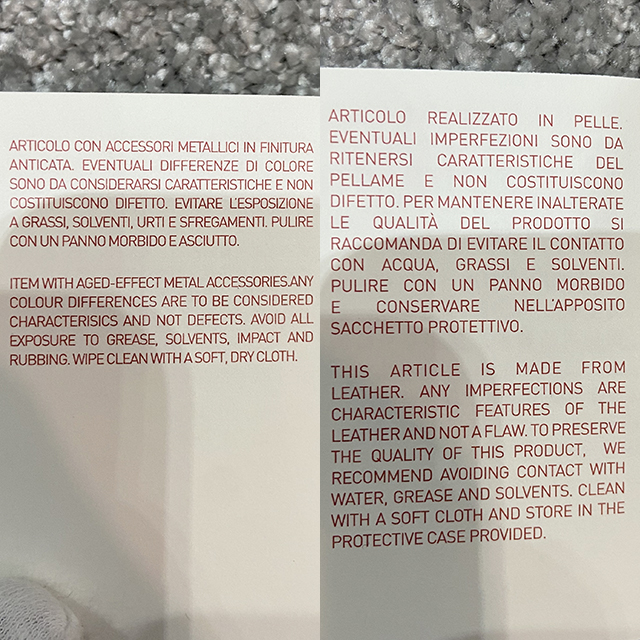 ARTICOLO CON ACCESSORI METALLICI IN FINITURA
ANTICATA. EVENTUALI DIFFERENZE DI COLORE
SONO DA CONSIDERARSI CARATTERISTICHE E NON
COSTITUISCONO DIFETTO. EVITARE L'ESPOSIZIONE
A GRASSI, SOLVENTI, URTI E SFREGAMENTI. PULIRE
CON UN PANNO MORBIDO E ASCIUTTO.
ITEM WITH AGED-EFFECT METAL ACCESSORIES.ANY
COLOUR DIFFERENCES ARE TO BE CONSIDERED
CHARACTERISICS AND NOT DEFECTS. AVOID ALL
EXPOSURE TO GREASE, SOLVENTS, IMPACT AND
RUBBING. WIPE CLEAN WITH A SOFT, DRY CLOTH.
ARTICOLO REALIZZATO IN PELLE.
EVENTUALI IMPERFEZIONI SONO DA
RITENERSI CARATTERISTICHE DEL
PELLAME E NON COSTITUISCONO
DIFETTO. PER MANTENERE INALTERATE
LE QUALITÀ DEL PRODOTTO SI
RACCOMANDA DI EVITARE IL CONTATTO
CON ACQUA, GRASSI E SOLVENTI.
PULIRE CON UN PANNO MORBIDO
E CONSERVARE NELL'APPOSITO
SACCHETTO PROTETTIVO.
THIS ARTICLE IS MADE FROM
LEATHER. ANY IMPERFECTIONS ARE
CHARACTERISTIC FEATURES OF THE
LEATHER AND NOT A FLAW. TO PRESERVE
THE QUALITY OF THIS PRODUCT, WE
RECOMMEND AVOIDING CONTACT WITH
WATER, GREASE AND SOLVENTS. CLEAN
WITH A SOFT CLOTH AND STORE IN THE
PROTECTIVE CASE PROVIDED.